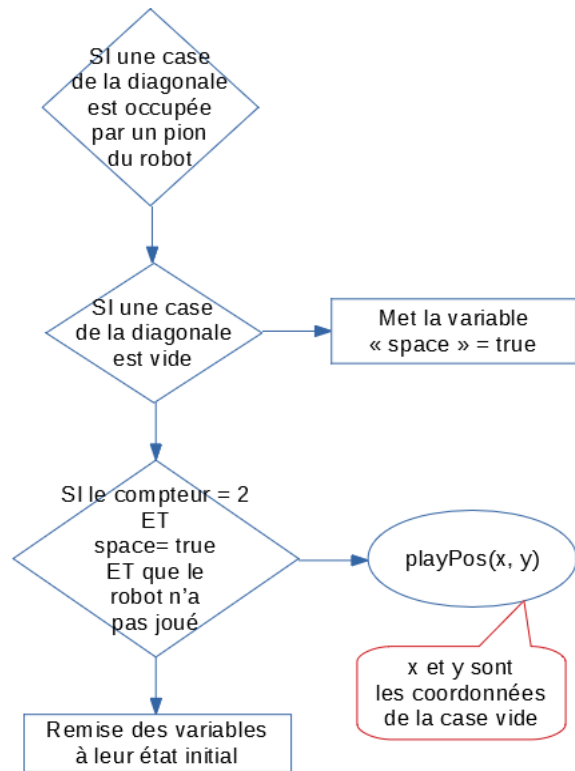 SI une case
de la diagonale
est occupée
par un pion
du robot
SI une case
de la diagonale
est vide
Met la variable
« space » = true
SI le compteur = 2
ET
space= true
ET que le
robot n'a
pas joué
playPos(x, y)
x et y sont
les coordonnées
de la case vide
Remise des variables
à leur état initial